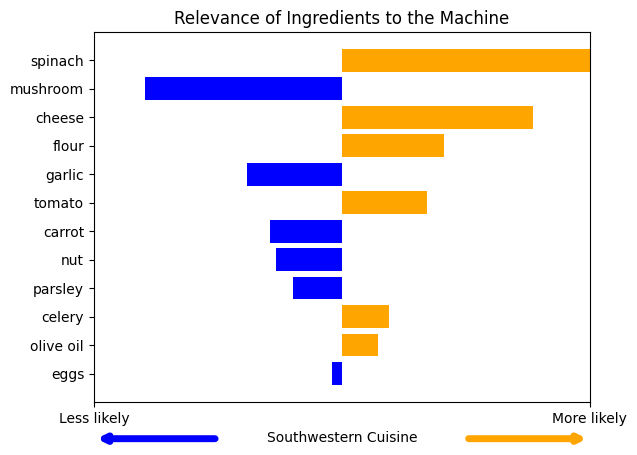 Relevance of Ingredients to the Machine
spinach
mushroom
cheese
flour
garlic
tomato
carrot
nut
parsley
celery
olive oil
eggs
Less likely
More likely
Southwestern Cuisine